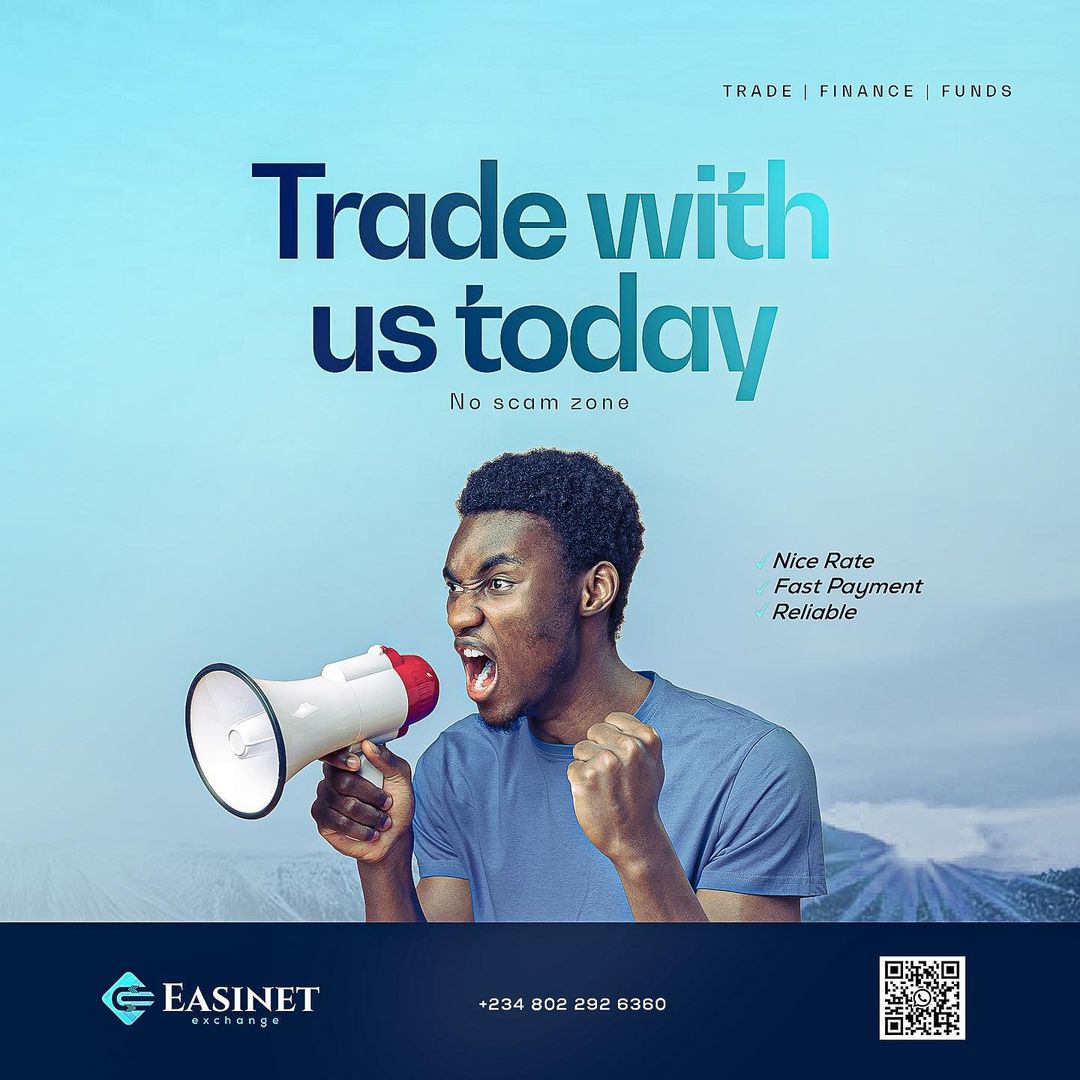 TRADE | FINANCE | FUNDS
Trade with
us today
No scam zone
Nice Rate
Fast Payment
Reliable
EASINET
exchange
+234 802 292 6360